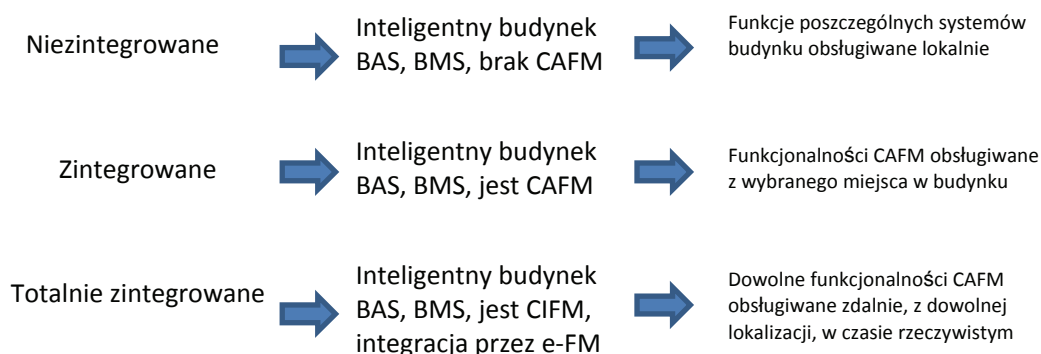 Niezintegrowane
Inteligentny budynek
BAS, BMS, brak CAFM
Funkcje poszczególnych systemów
budynku obsługiwane lokalnie
Zintegrowane
Inteligentny budynek
BAS, BMS, jest CAFM
Funkcjonalności CAFM obsługiwane
z wybranego miejsca w budynku
Totalnie zintegrowane
Inteligentny budynek
BAS, BMS, jest CIFM,
integracja przez e-FM
Dowolne funkcjonalności CAFM
obsługiwane zdalnie, z dowolnej
lokalizacji, w czasie rzeczywistym